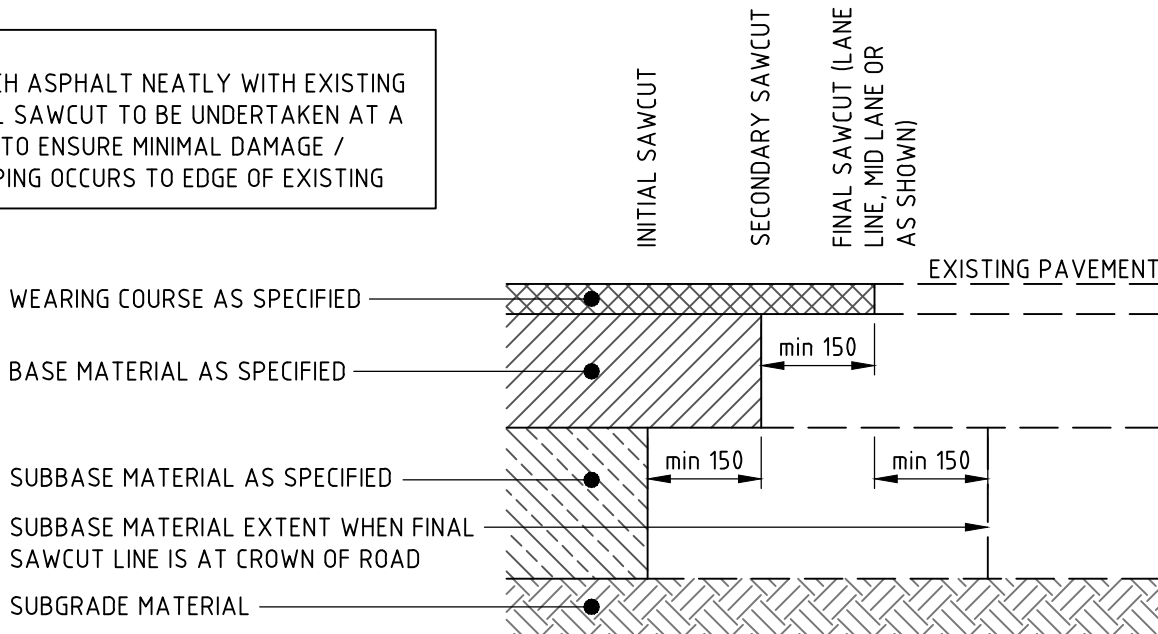 ASPHALT NEATLY WITH EXISTING
SAWCUT TO BE UNDERTAKEN AT A
TO ENSURE MINIMAL DAMAGE /
OCCURS TO EDGE OF EXISTING
INITIAL SAWCUT
SECONDARY SAWCUT
FINAL SAWCUT (LANE
LINE, MID LANE OR
AS SHOWN)
EXISTING PAVEMENT
WEARING COURSE AS SPECIFIED
min 150
BASE MATERIAL AS SPECIFIED
min 150
min 150
SUBBASE MATERIAL AS SPECIFIED
SUBBASE MATERIAL EXTENT WHEN FINAL
SAWCUT LINE IS AT CROWN OF ROAD
SUBGRADE MATERIAL